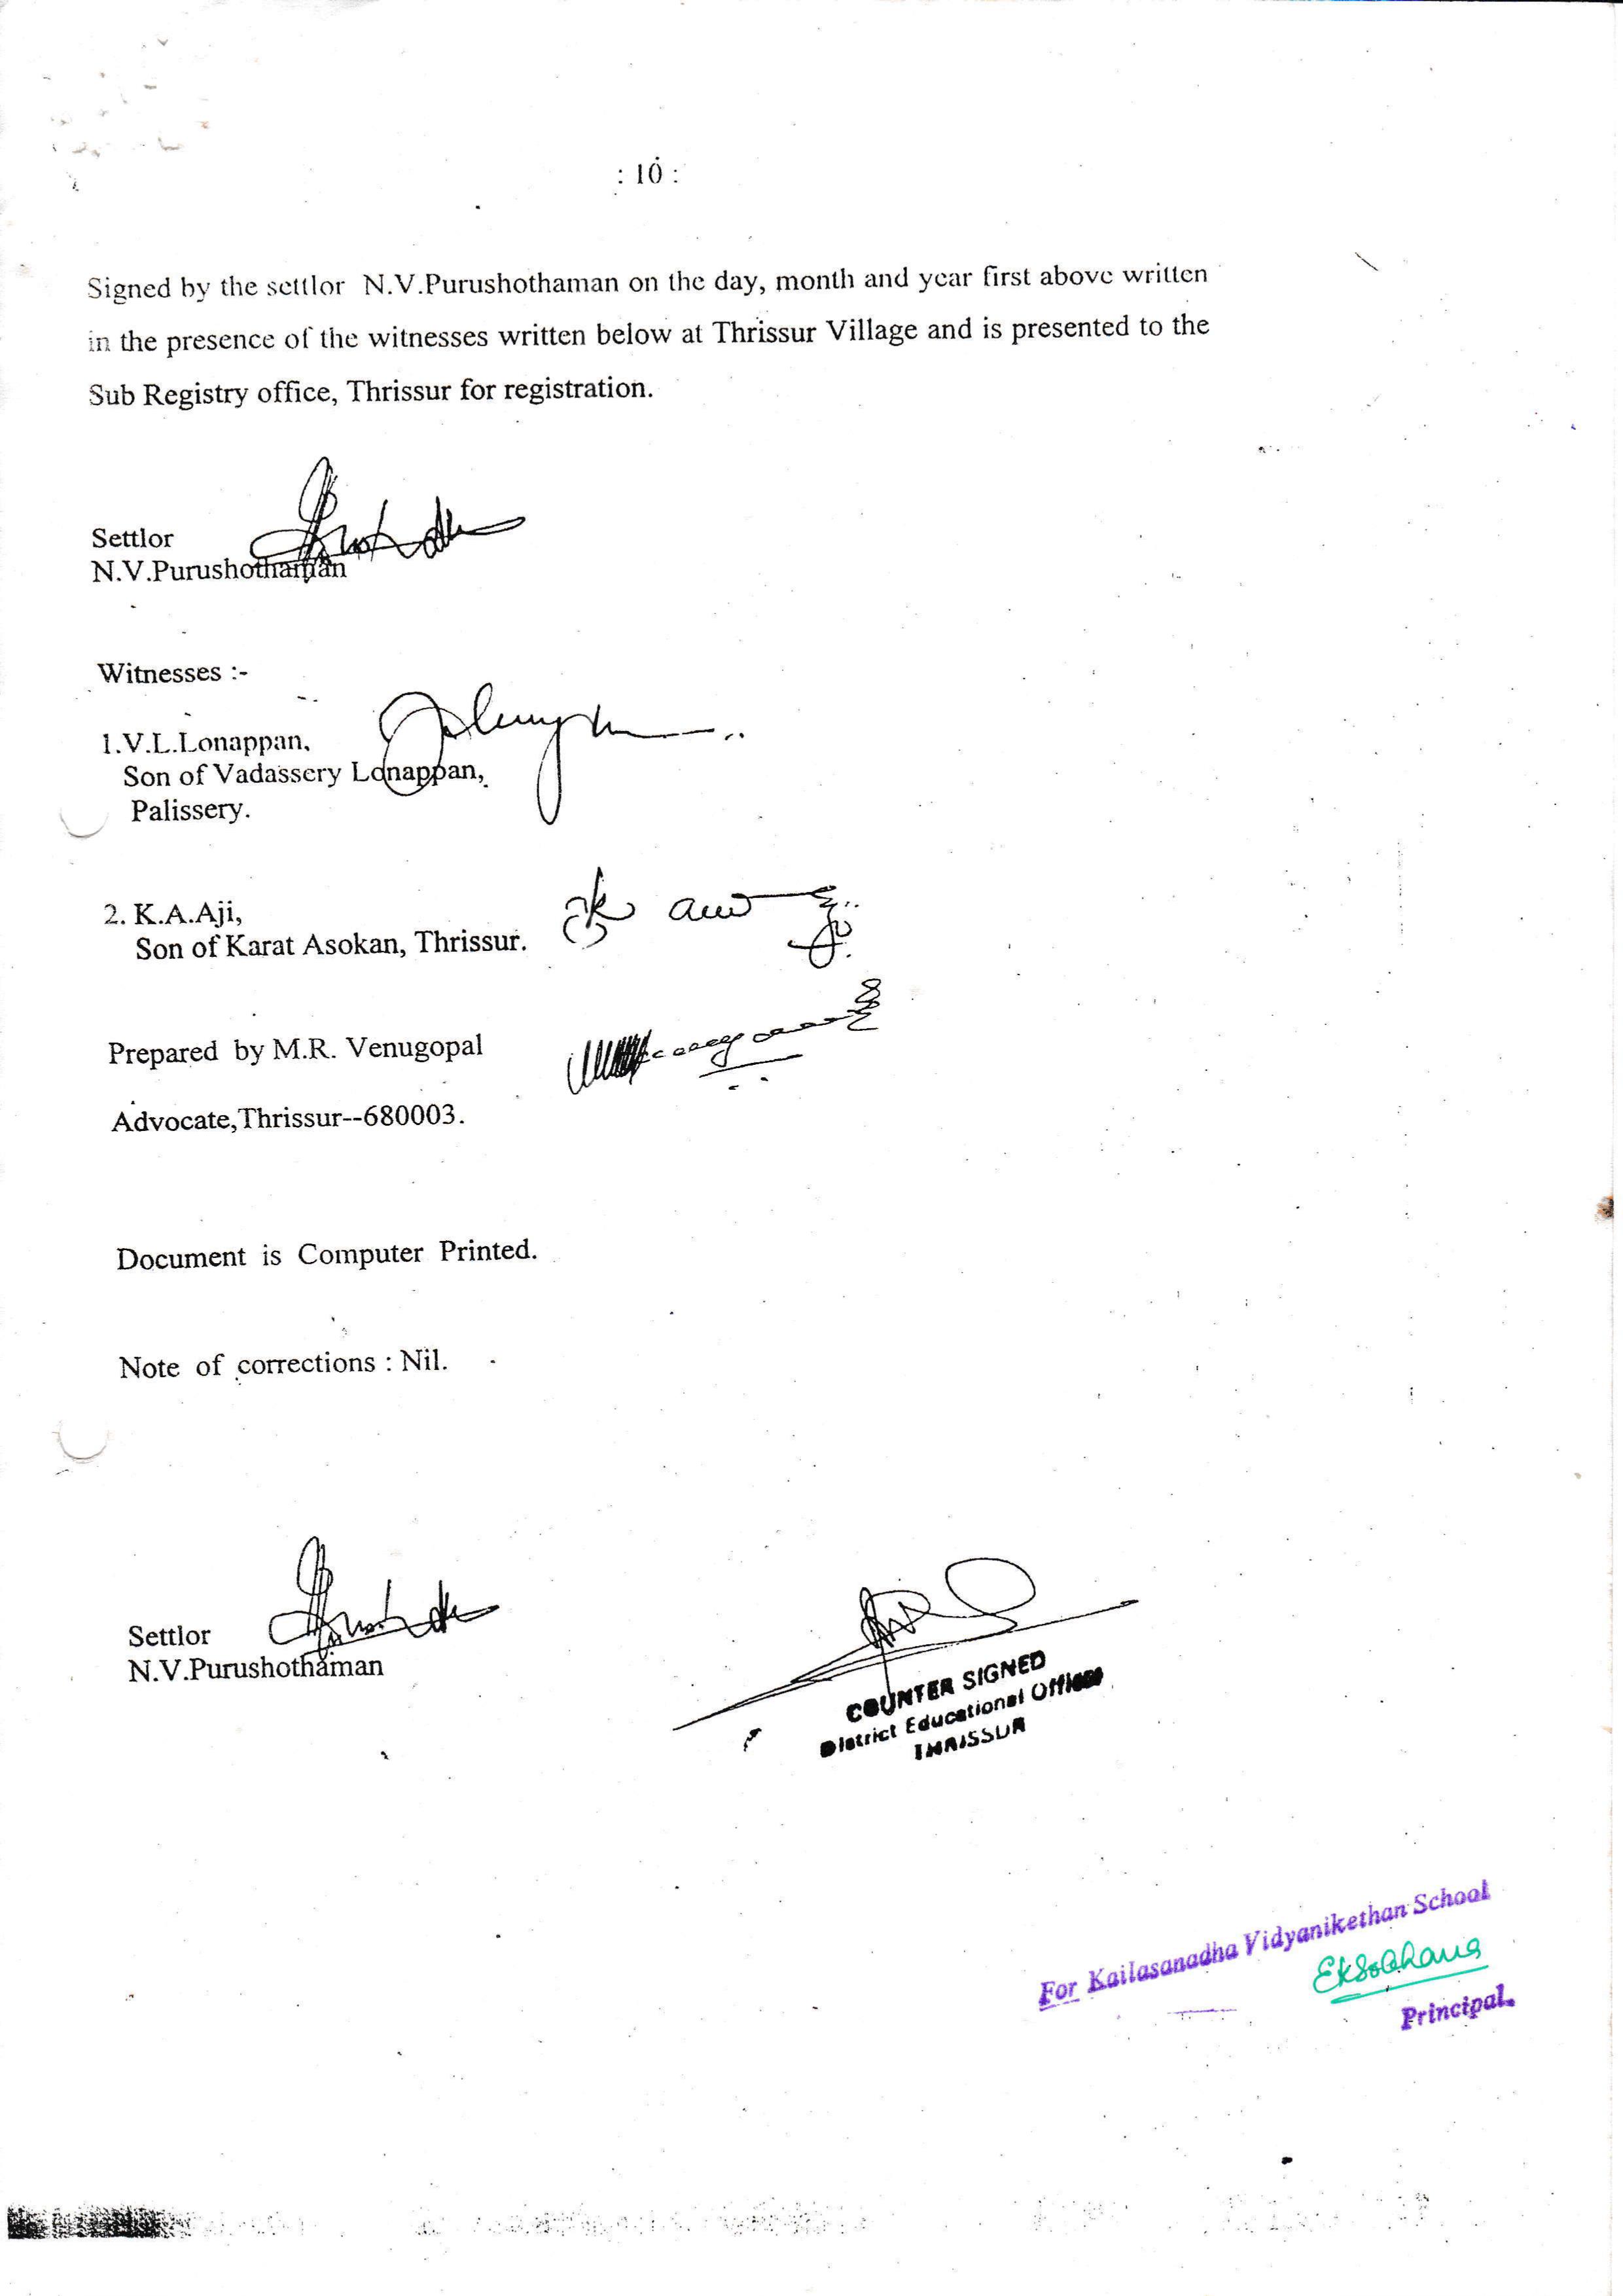 : 10 :
Signed by the settlor N.V.Purushothaman on the day, month and year first above written
in the presence of the witnesses written below at Thrissur Village and is presented to the
Sub Registry office, Thrissur for registration.
Settlor
N.V.Purushothaman
Witnesses :-
1.V.L.Lonappan,
Son of Vadassery Lonappan,
Palissery.
2. K.A.Aji,
Son of Karat Asokan, Thrissur.
Prepared by M.R. Venugopal
Advocate,Thrissur--680003.
Document is Computer Printed.
Note of corrections : Nil.
Settlor
N.V.Purushothaman
COUNTER SIGNED
District Educational Officer
THRISSUR
For Kailasanadha Vidyanikethan School
EKSobhana
Principal.